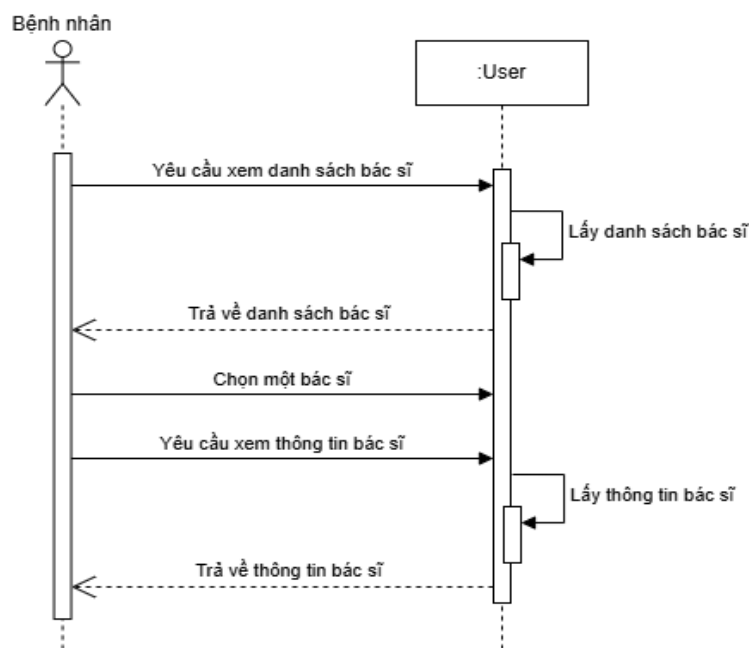 Bệnh nhân
:User
Yêu cầu xem danh sách bác sĩ
Lấy danh sách bác sĩ
Trả về danh sách bác sĩ
Chọn một bác sĩ
Yêu cầu xem thông tin bác sĩ
Lấy thông tin bác sĩ
Trả về thông tin bác sĩ